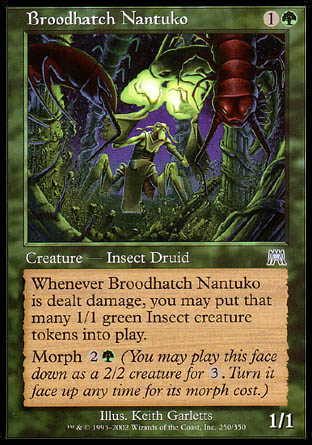 Broodhatch Nantuko 1
Creature — Insect Druid
Whenever Broodhatch Nantuko
is dealt damage, you may put that
many 1/1 green Insect creature
tokens into play.
Morph 2 (You may play this face
down as a 2/2 creature for 3. Turn it
face up any time for its morph cost.)
Illus. Keith Garletts
™ & © 1993-2002 Wizards of the Coast, Inc. 250/350
1/1